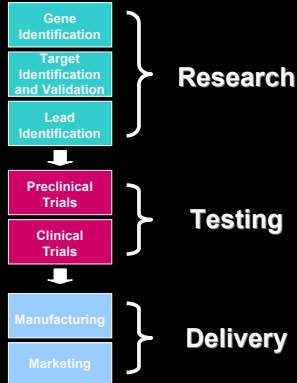 Gene
Identification
Target
Identification
and Validation
Research
Lead
Identification
Preclinical
Trials
Testing
Clinical
Trials
Manufacturing
Delivery
Marketing